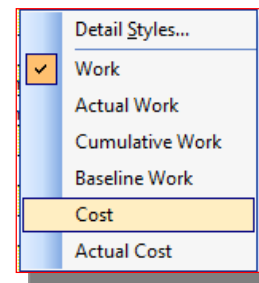 Detail Styles...
Work
Actual Work
Cumulative Work
Baseline Work
Cost
Actual Cost